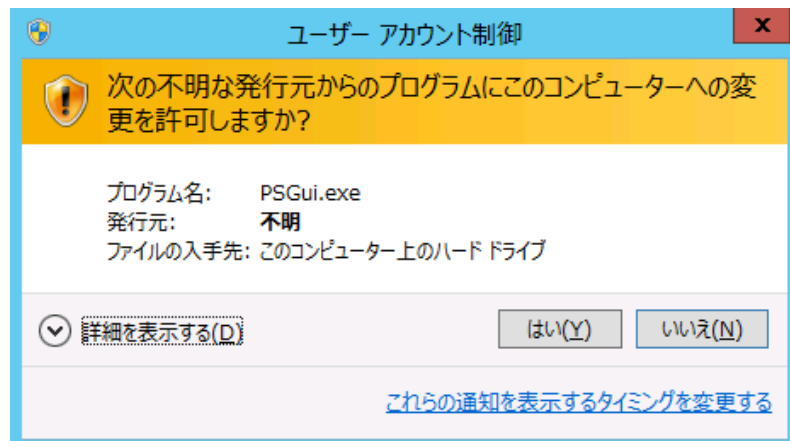 ユーザー アカウント制御
x
次の不明な発行元からのプログラムにこのコンピューターへの変
更を許可しますか?
プログラム名: PSGui.exe
発行元: 不明
ファイルの入手先: このコンピューター上のハード ドライブ
詳細を表示する(D)
はい(Y) いいえ(N)
これらの通知を表示するタイミングを変更する